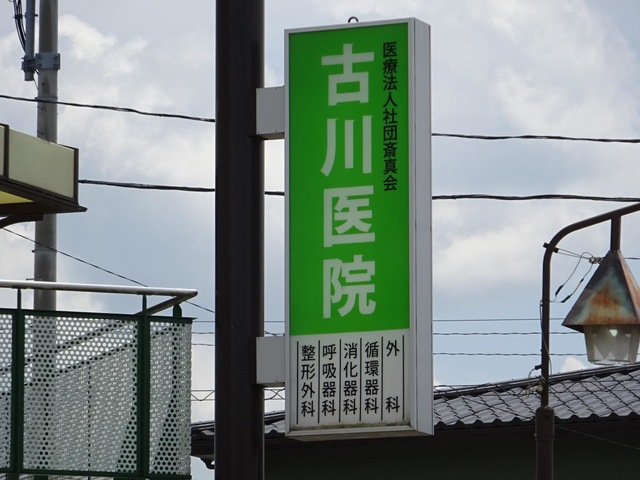 医療法人社団斎真会
古川医院
外科
循環器科
消化器科
呼吸器科
整形外科